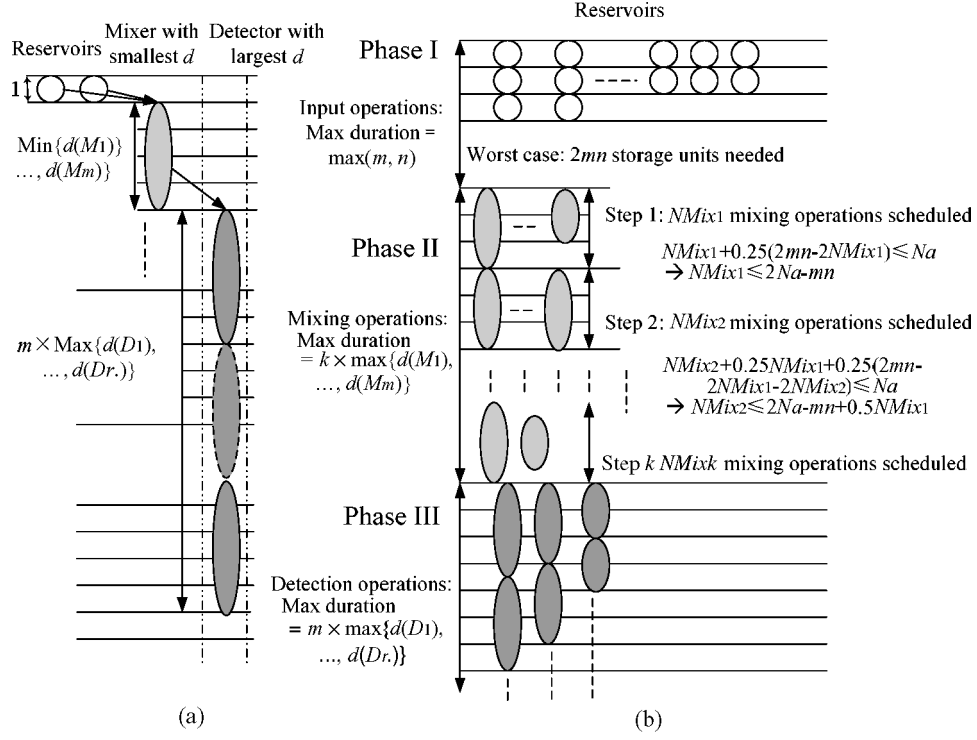 Reservoirs
Mixer with
smallest d
Detector with
largest d
1
Min{d(M1)
…, d(Mm)}
m × Max{d(D1),
…, d(Dr.)}
(a)
Reservoirs
Phase I
Input operations:
Max duration =
max(m, n)
Worst case: 2mn storage units needed
Phase II
Step 1: NMix1 mixing operations scheduled
NMix1+0.25(2mn-2NMix1)≤Na
→ NMix1≤2Na-mn
Mixing operations:
Max duration
= k × max{d(M1),
…, d(Mm)}
Step 2: NMix2 mixing operations scheduled
NMix2+0.25NMix1+0.25(2mn-
2NMix1-2NMix2)≤Na
→ NMix2≤2Na-mn+0.5NMix1
Step k NMixk mixing operations scheduled
Phase III
Detection operations:
Max duration
= m × max{d(D1),
…, d(Dr.)}
(b)